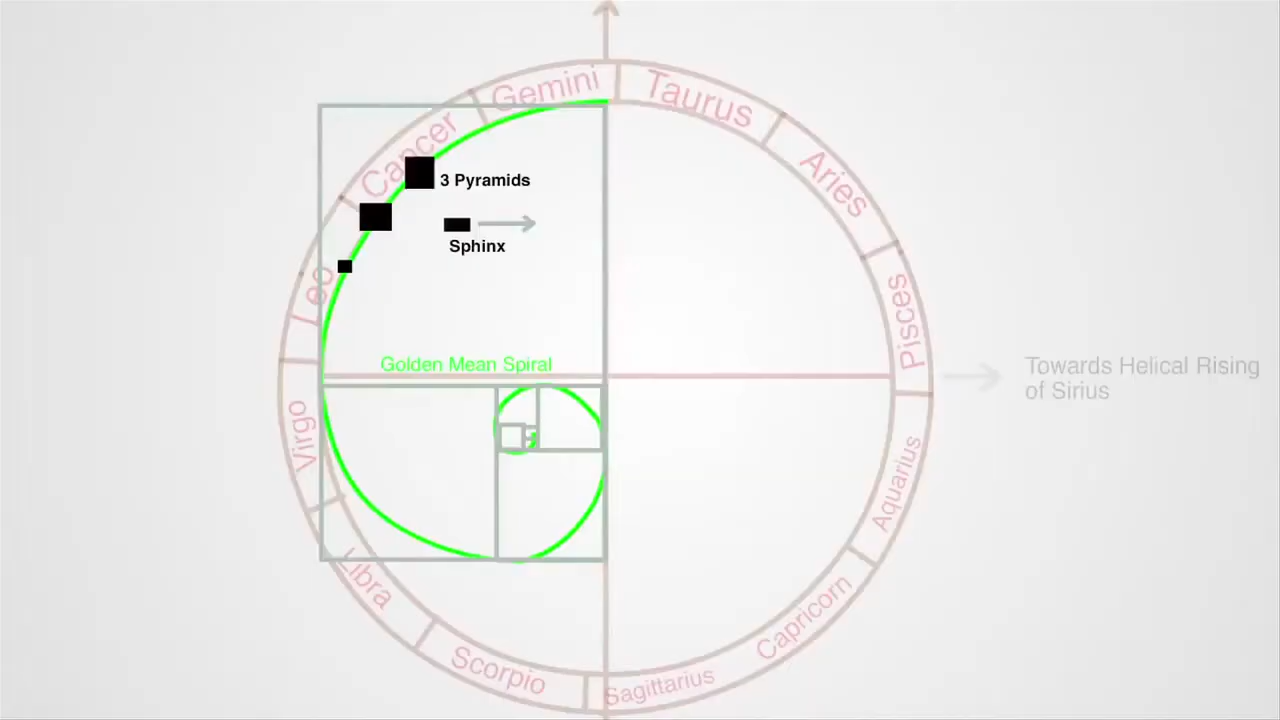 Gemini
Taurus
Cancer
Aries
3 Pyramids
Sphinx
Leo
Pisces
Golden Mean Spiral
Towards Helical Rising
of Sirius
Virgo
Aquarius
Libra
Capricorn
Scorpio
Sagittarius